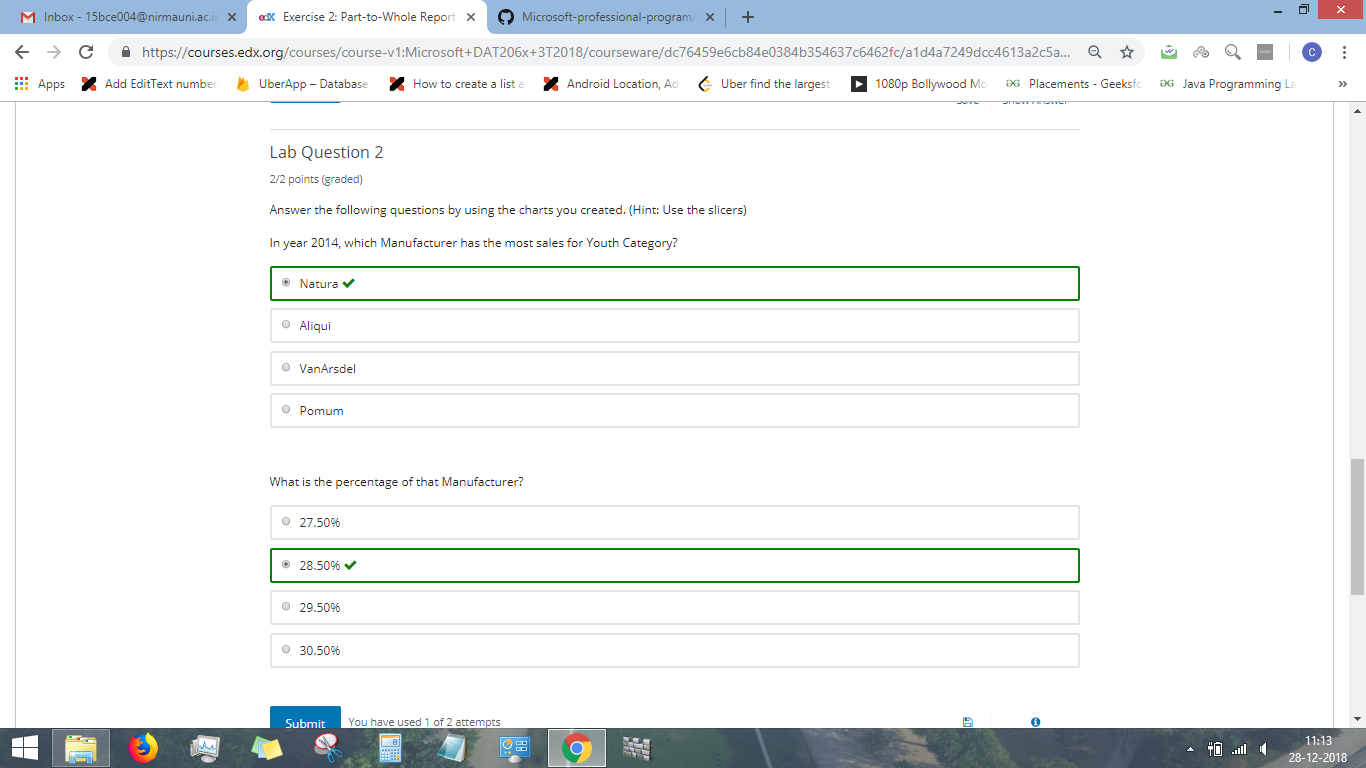 Inbox - 15bce004@nirmauni.ac.i
edX Exercise 2: Part-to-Whole Report
Microsoft-professional-program/
https://courses.edx.org/courses/course-v1:Microsoft+DAT206x+3T2018/courseware/dc76459e6cb84e0384b354637c6462fc/a1d4a7249dcc4613a2c5a...
C
Apps
Add EditText number
UberApp – Database
How to create a list a
Android Location, Ad
Uber find the largest
1080p Bollywood Mo
Placements - Geeksfo
Java Programming La
»
Save
Show Answer
Lab Question 2
2/2 points (graded)
Answer the following questions by using the charts you created. (Hint: Use the slicers)
In year 2014, which Manufacturer has the most sales for Youth Category?
Natura
Aliqui
VanArsdel
Pomum
What is the percentage of that Manufacturer?
27.50%
28.50%
29.50%
30.50%
Submit
You have used 1 of 2 attempts
11:13
28-12-2018